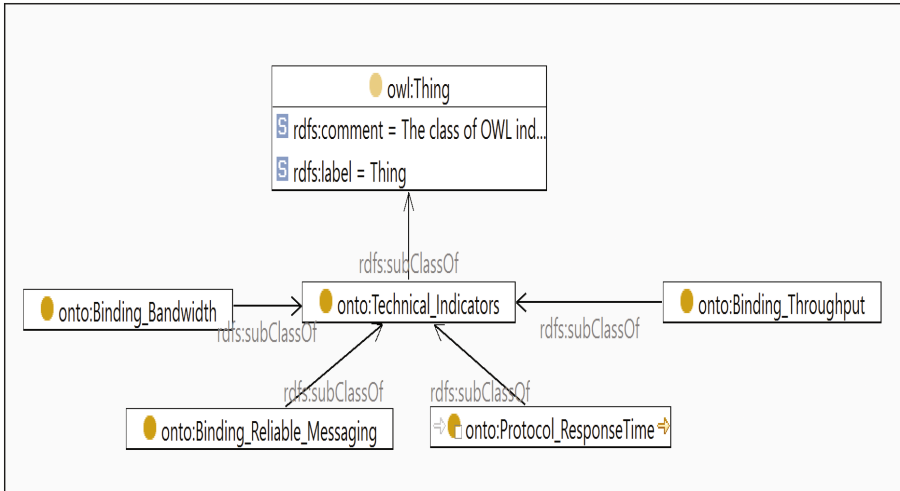 owl:Thing
rdfs:comment = The class of OWL ind...
rdfs:label = Thing
rdfs:subClassOf
onto:Binding_Bandwidth
onto:Technical_Indicators
onto:Binding_Throughput
rdfs:subClassOf
rdfs:subClassOf
rdfs:subClassOf
rdfs:subClassOf
onto:Binding_Reliable_Messaging
onto:Protocol_ResponseTime